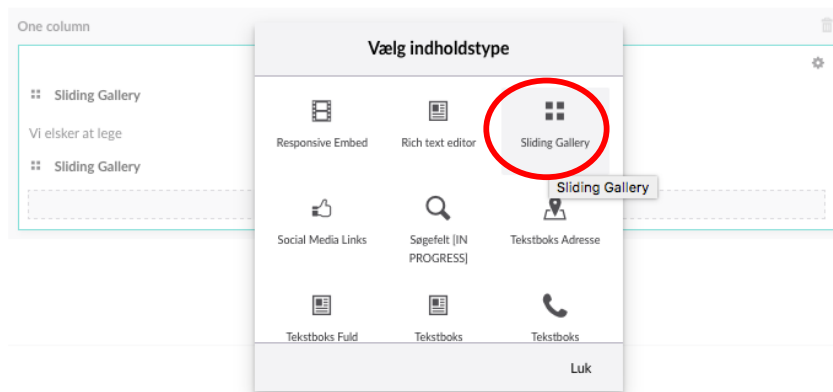 One column
Vælg indholdstype
Sliding Gallery
Vi elsker at lege
Sliding Gallery
Responsive Embed
Rich text editor
Sliding Gallery
Sliding Gallery
Social Media Links
Søgefelt [IN
PROGRESS]
Tekstboks Adresse
Tekstboks Fuld
Tekstboks
Tekstboks
Luk